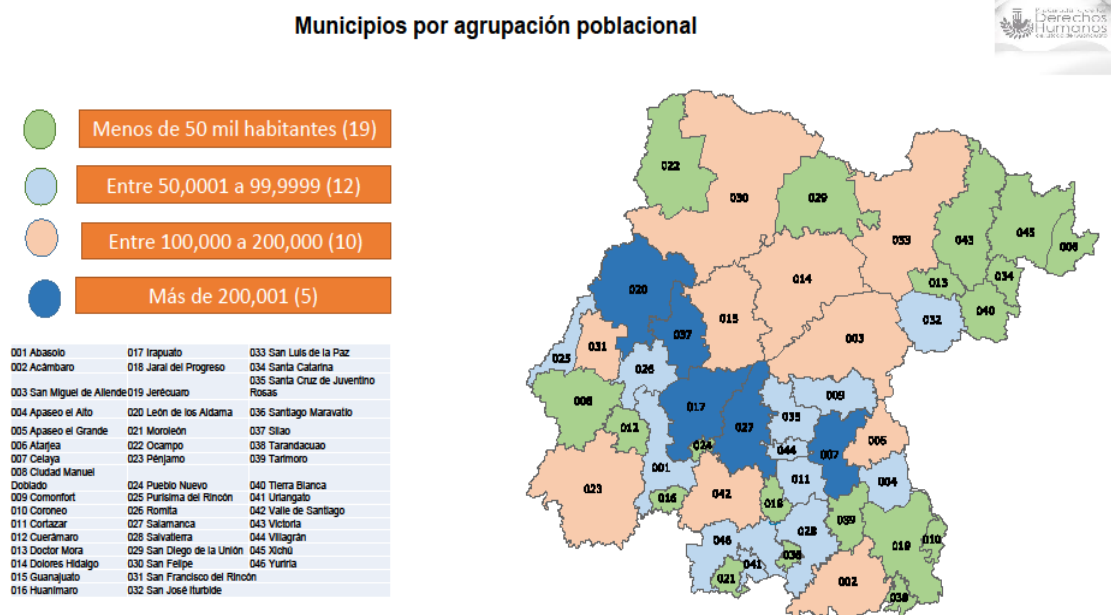 Municipios por agrupación poblacional
Derechos
Humanos
Menos de 50 mil habitantes (19)
Entre 50,0001 a 99,9999 (12)
Entre 100,000 a 200,000 (10)
Más de 200,001 (5)
001 Abasolo 017 Irapuato 033 San Luis de la Paz
002 Acámbaro 018 Jaral del Progreso 034 Santa Catarina
003 San Miguel de Allende 019 Jerécuaro 035 Santa Cruz de Juventino Rosas
004 Apaseo el Alto 020 León de los Aldama 036 Santiago Maravatío
005 Apaseo el Grande 021 Moroleón 037 Silao
006 Atarjea 022 Ocampo 038 Tarandacuao
007 Celaya 023 Pénjamo 039 Tarimoro
008 Ciudad Manuel
Doblado 024 Pueblo Nuevo 040 Tierra Blanca
009 Comonfort 025 Purísima del Rincón 041 Uriangato
010 Coroneo 026 Romita 042 Valle de Santiago
011 Cortazar 027 Salamanca 043 Victoria
012 Cuerámaro 028 Salvatierra 044 Villagrán
013 Doctor Mora 029 San Diego de la Unión 045 Xichú
014 Dolores Hidalgo 030 San Felipe 046 Yuriria
015 Guanajuato 031 San Francisco del Rincón
016 Huanímaro 032 San José Iturbide
022
030
029
033
043
045
006
034
013
040
032
014
020
037
015
003
031
025
026
008
012
017
027
024
035
009
005
044
007
001
016
023
042
011
004
018
028
039
019
010
046
041
036
021
002
038